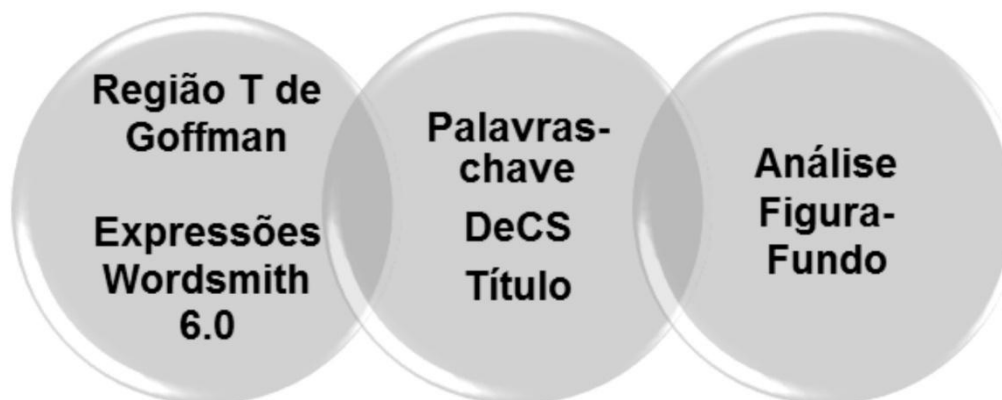 Região T de
Goffman
Expressões
Wordsmith
6.0
Palavras-
chave
DeCS
Título
Análise
Figura-
Fundo